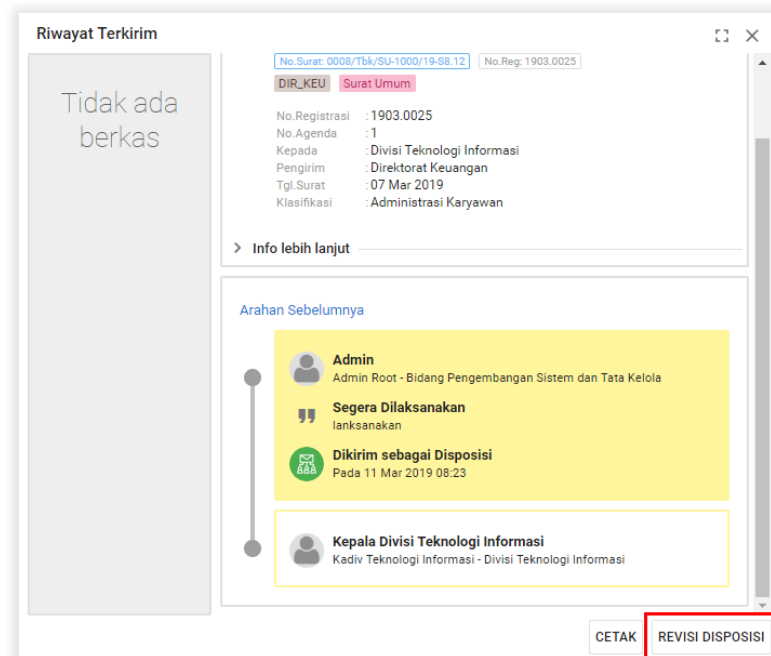 Riwayat Terkirim
Tidak ada
berkas
No.Surat: 0008/Tbk/SU-1000/19-S8.12 No.Reg: 1903.0025
DIR_KEU Surat Umum
No.Registrasi : 1903.0025
No.Agenda : 1
Kepada : Divisi Teknologi Informasi
Pengirim : Direktorat Keuangan
Tgl.Surat : 07 Mar 2019
Klasifikasi : Administrasi Karyawan
Info lebih lanjut
Arahan Sebelumnya
Admin
Admin Root - Bidang Pengembangan Sistem dan Tata Kelola
Segera Dilaksanakan
lanksanakan
Dikirim sebagai Disposisi
Pada 11 Mar 2019 08:23
Kepala Divisi Teknologi Informasi
Kadiv Teknologi Informasi - Divisi Teknologi Informasi
CETAK REVISI DISPOSISI